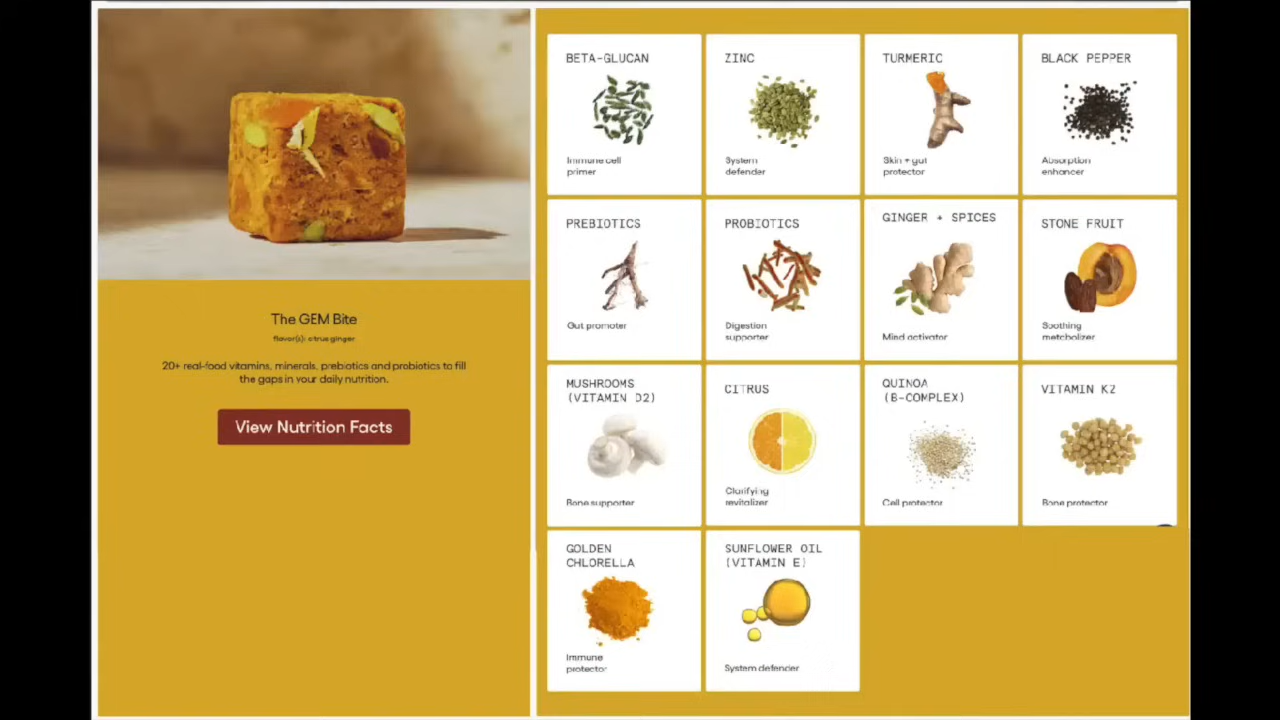 The GEM Bite
flavor(s): citrus ginger
20+ real-food vitamins, minerals, prebiotics and probiotics to fill
the gaps in your daily nutrition.
View Nutrition Facts
BETA-GLUCAN
Immune cell
primer
ZINC
System
defender
TURMERIC
Skin + gut
protector
BLACK PEPPER
Absorption
enhancer
PREBIOTICS
Gut promoter
PROBIOTICS
Digestion
supporter
GINGER + SPICES
Mind activator
STONE FRUIT
Soothing
metabolizer
MUSHROOMS
(VITAMIN D2)
Bone supporter
CITRUS
Clarifying
revitalizer
QUINOA
(B-COMPLEX)
Cell protector
VITAMIN K2
Bone protector
GOLDEN
CHLORELLA
Immune
protector
SUNFLOWER OIL
(VITAMIN E)
System defender